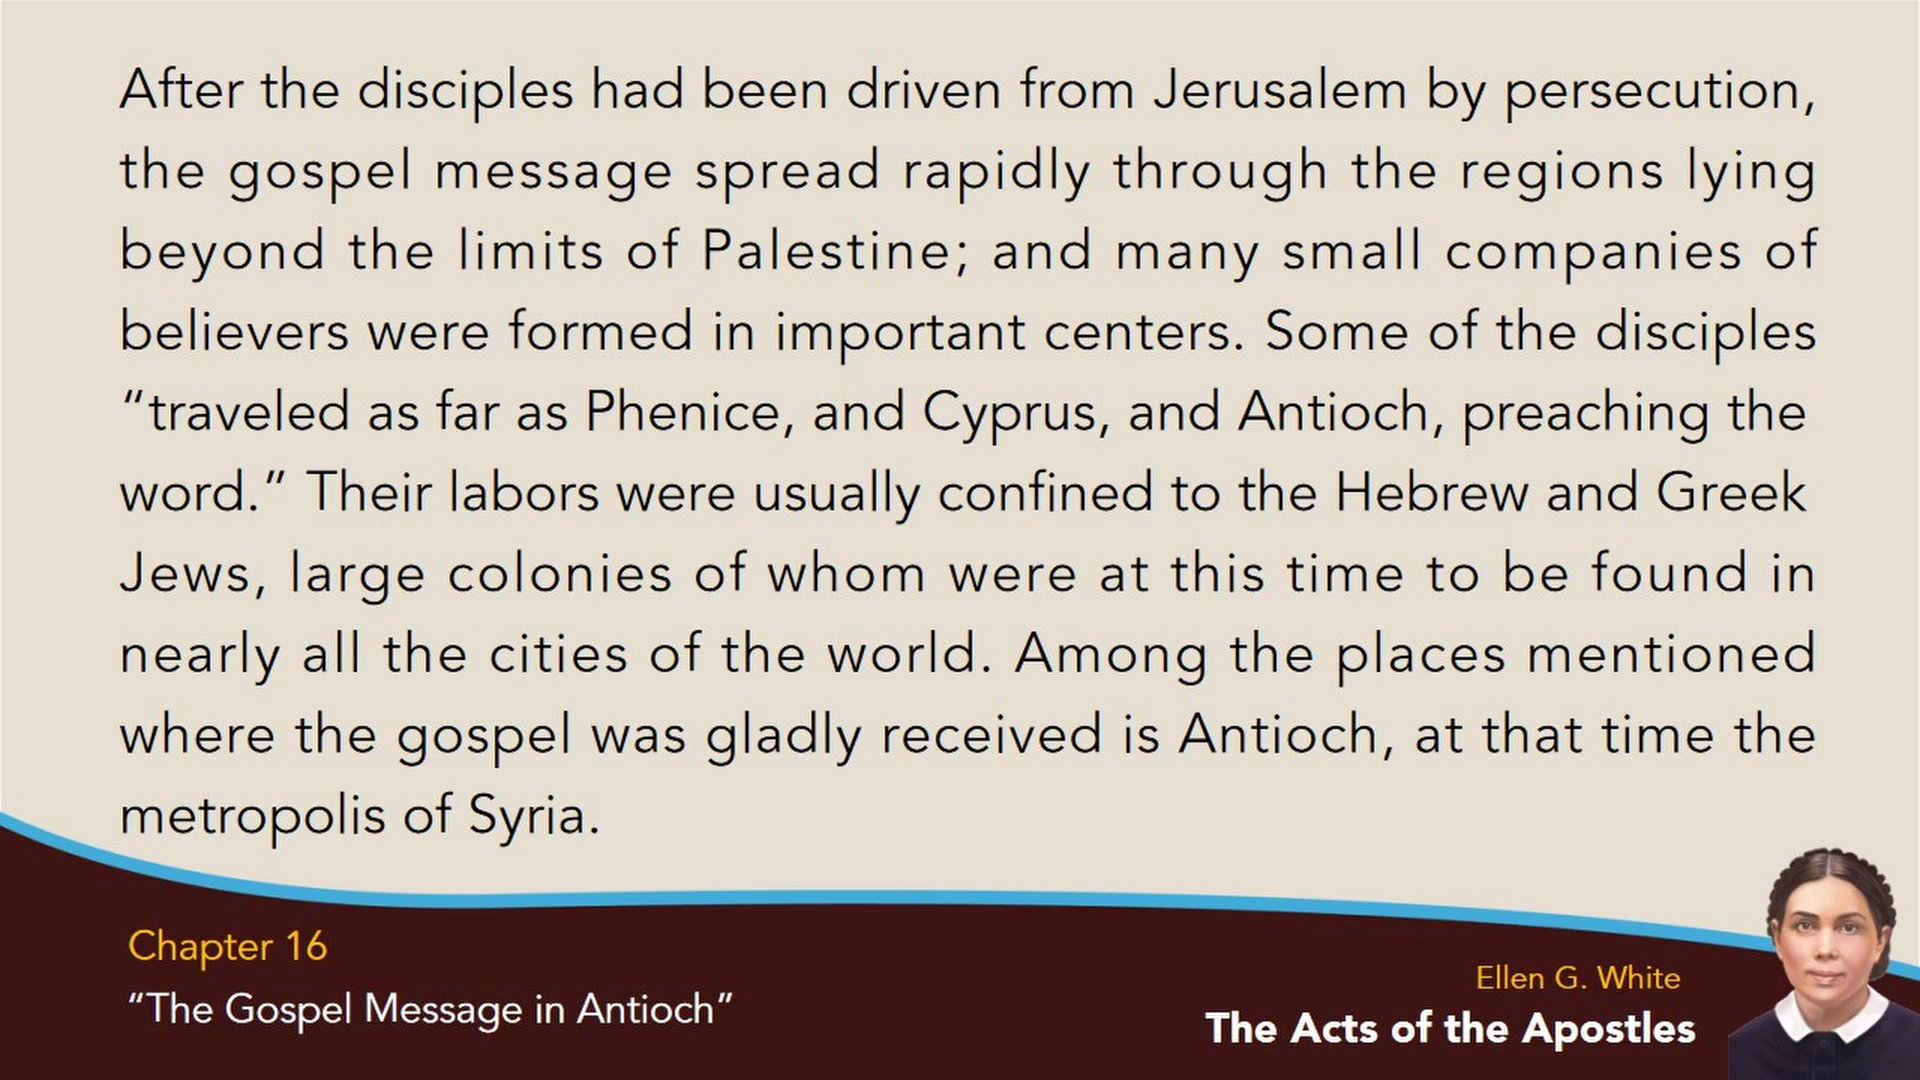 After the disciples had been driven from Jerusalem by persecution,
the gospel message spread rapidly through the regions lying
beyond the limits of Palestine; and many small companies of
believers were formed in important centers. Some of the disciples
“traveled as far as Phenice, and Cyprus, and Antioch, preaching the
word.” Their labors were usually confined to the Hebrew and Greek
Jews, large colonies of whom were at this time to be found in
nearly all the cities of the world. Among the places mentioned
where the gospel was gladly received is Antioch, at that time the
metropolis of Syria.
Chapter 16
“The Gospel Message in Antioch”
Ellen G. White
The Acts of the Apostles